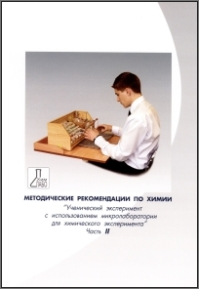 МЕТОДИЧЕСКИЕ РЕКОМЕНДАЦИИ ПО ХИМИИ
"Ученический эксперимент
с использованием микролаборатории
для химического эксперимента"
Часть II